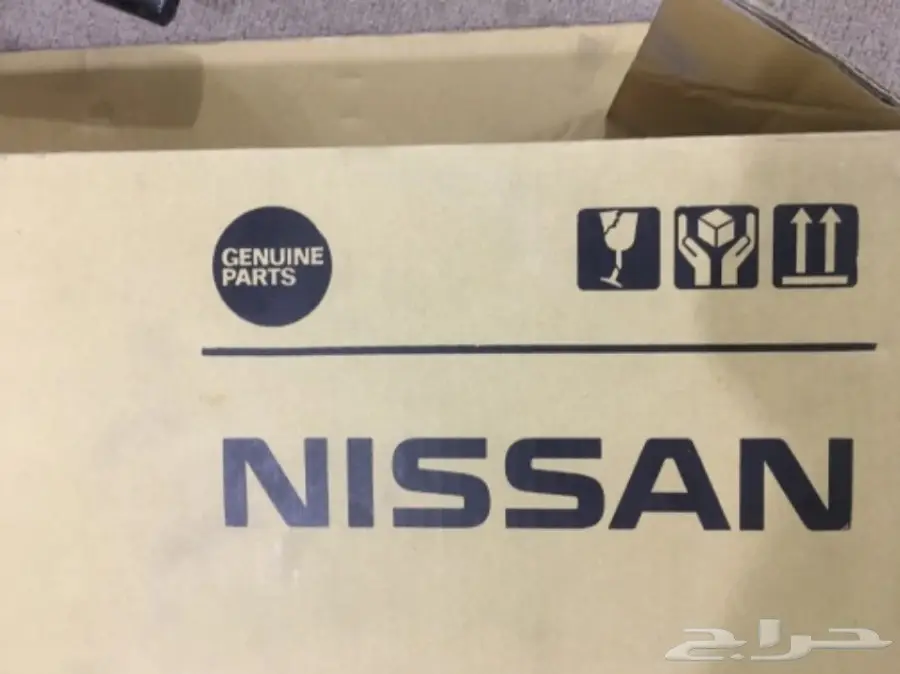 GENUINE
PARTS
NISSAN
حراج